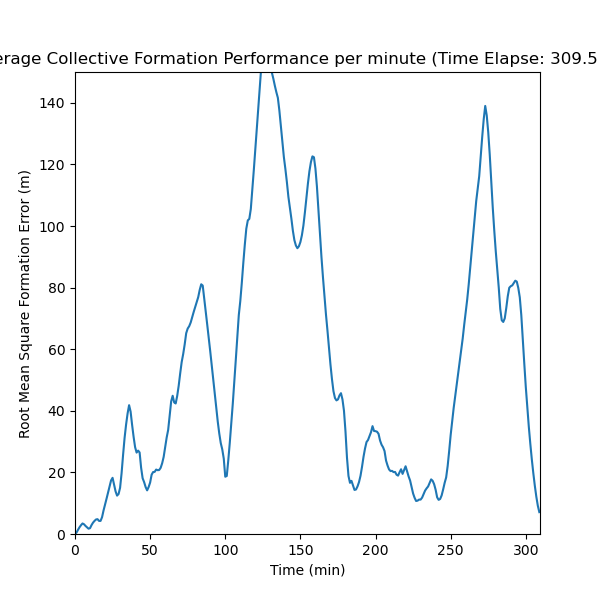 erage Collective Formation Performance per minute (Time Elapse: 309.5
140
120
100
80
60
40
20
0
Root Mean Square Formation Error (m)
0 50 100 150 200 250 300
Time (min)